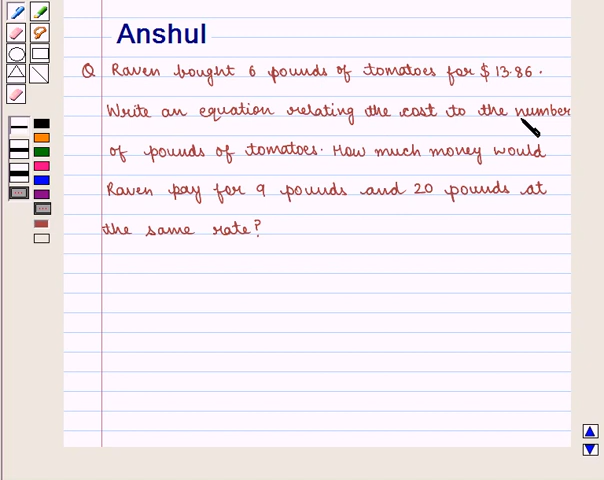 Anshul
Q Raven bought 6 pounds of tomatoes for $ 13.86.
Write an equation relating the cost to the number
of pounds of tomatoes. How much money would
Raven pay for 9 pounds and 20 pounds at
the same rate?